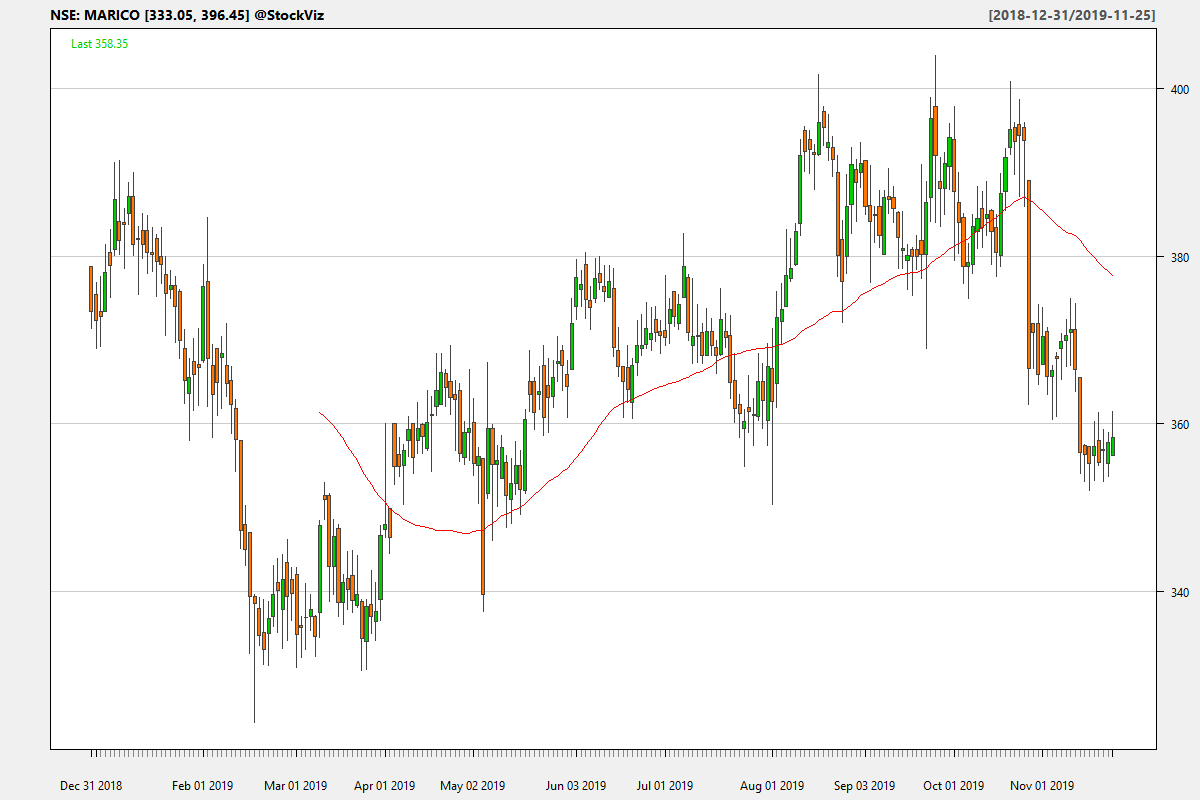 NSE: MARICO [333.05, 396.45] @StockViz [2018-12-31/2019-11-25]
Last 358.35
400
380
360
340
Dec 31 2018 Feb 01 2019 Mar 01 2019 Apr 01 2019 May 02 2019 Jun 03 2019 Jul 01 2019 Aug 01 2019 Sep 03 2019 Oct 01 2019 Nov 01 2019